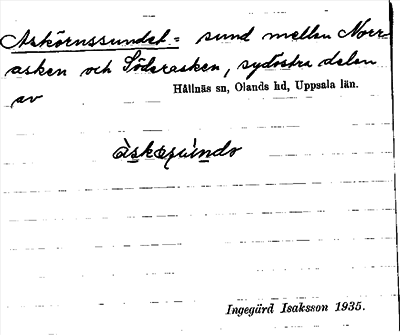 Askörnssundet = sund mellan Norr-
asken och Söderasken, sydöstra delen
av
Hållnäs sn, Olands hd, Uppsala län.
Ingegärd Isaksson 1935.